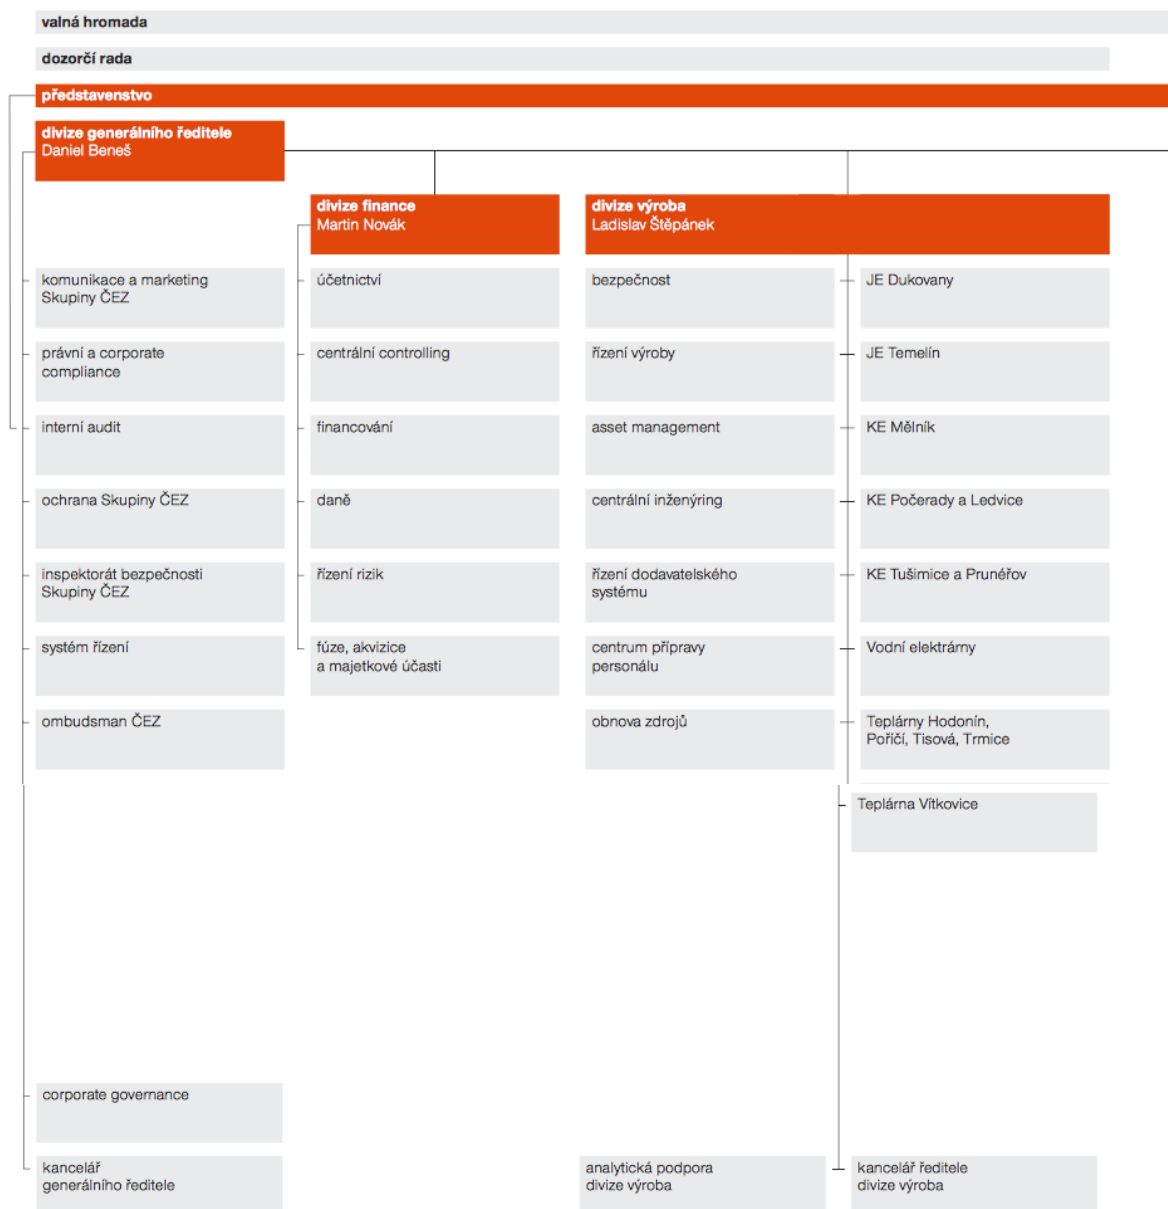 valná hromada
dozorčí rada
představenstvo
divize generálního ředitele
Daniel Beneš
divize finance
Martin Novák
divize výroba
Ladislav Štěpánek
komunikace a marketing
Skupiny ČEZ
účetnictví
bezpečnost
JE Dukovany
právní a corporate
compliance
centrální controlling
řízení výroby
JE Temelín
interní audit
financování
asset management
KE Mělník
ochrana Skupiny ČEZ
daně
centrální inženýring
KE Počerady a Ledvice
inspektorát bezpečnosti
Skupiny ČEZ
řízení rizik
řízení dodavatelského
systému
KE Tušimice a Prunéřov
systém řízení
fúze, akvizice
a majetkové účasti
centrum přípravy
personálu
Vodní elektrárny
ombudsman ČEZ
obnova zdrojů
Teplárny Hodonín,
Poříčí, Tisová, Trmice
Teplárna Vítkovice
corporate governance
kancelář
generálního ředitele
analytická podpora
divize výroba
kancelář ředitele
divize výroba